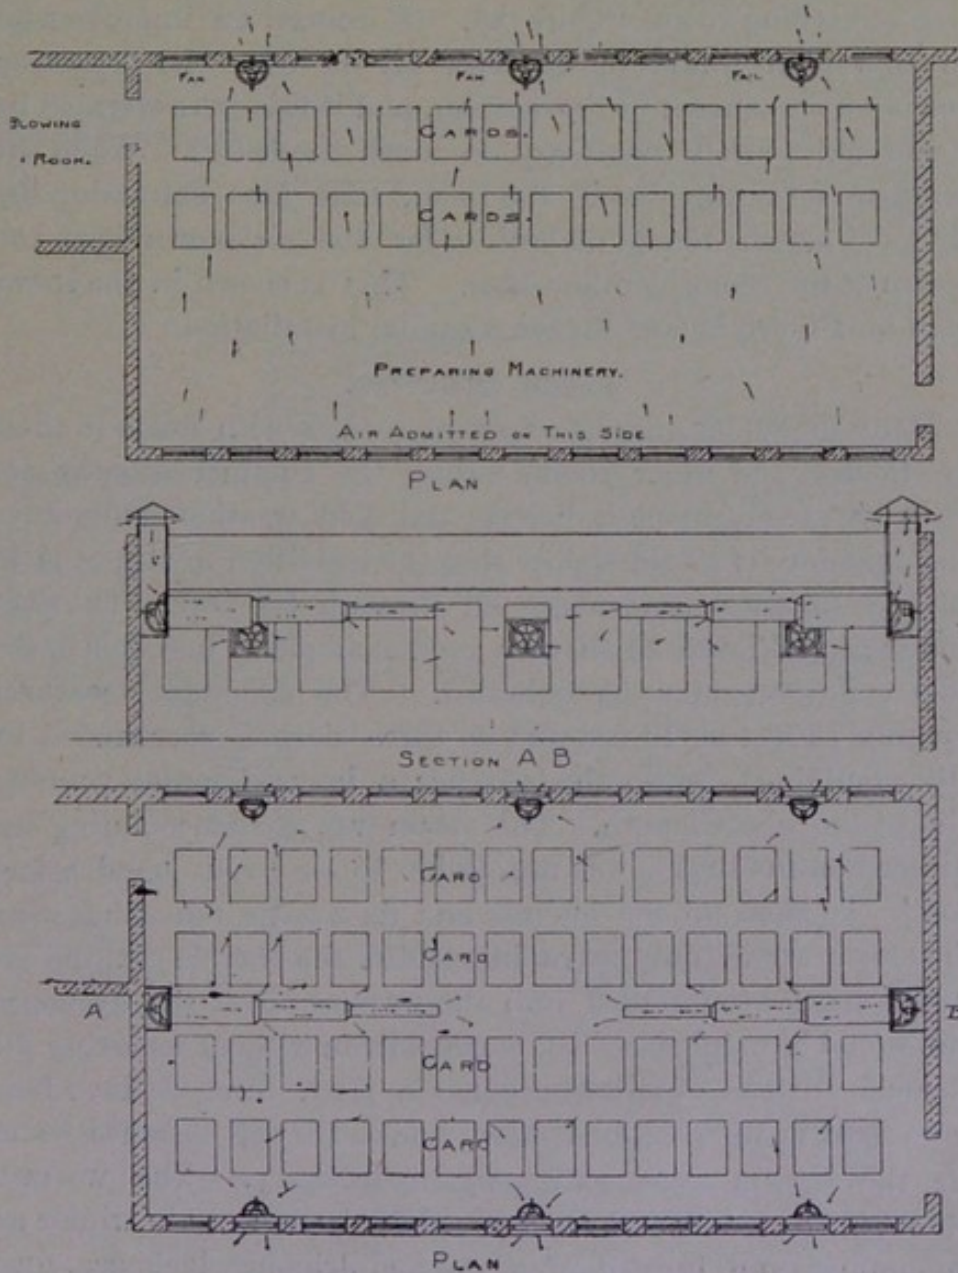 FAN FAN FAIL
BLOWING
ROOM.
CARDS.
CARDS.
PREPARING MACHINERY.
AIR ADMITTED ON THIS SIDE
PLAN
SECTION A B
CARD
CARD
A B
CARD
CARD
PLAN